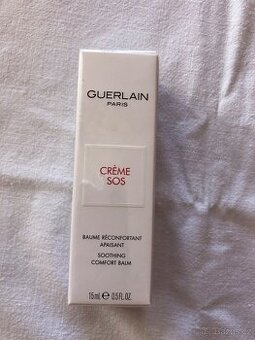 GUERLAIN
PARIS
CRÈME
SOS
BAUME RÉCONFORTANT
APAISANT
SOOTHING
COMFORT BALM
15 ml ℮ 0.5 FL. OZ.